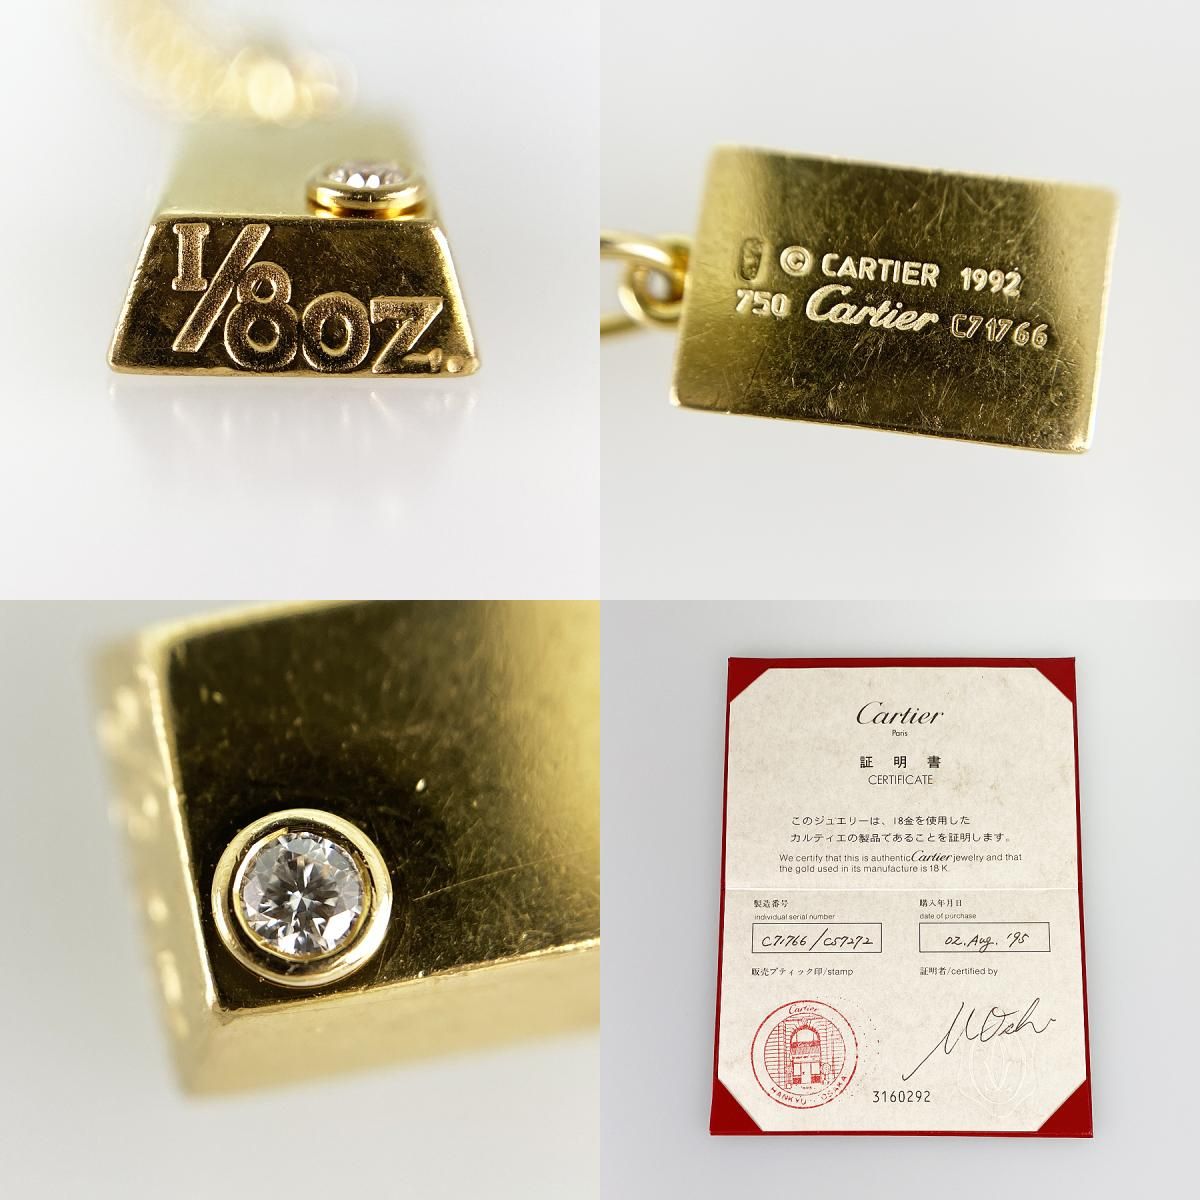 1/8oz.
© CARTIER 1992
750 Cartier C71766
Cartier
Paris
証明書
CERTIFICATE
このジュエリーは、18金を使用した
カルティエの製品であることを証明します。
We certify that this is authentic Cartier jewelry and that
the gold used in its manufacture is 18 K.
製造番号
individual serial number
C71766/C57272
購入年月日
date of purchase
02. Aug. '95
販売ブティック印/stamp
証明者/certified by
Cartier
HANKYU OSAKA
3160292